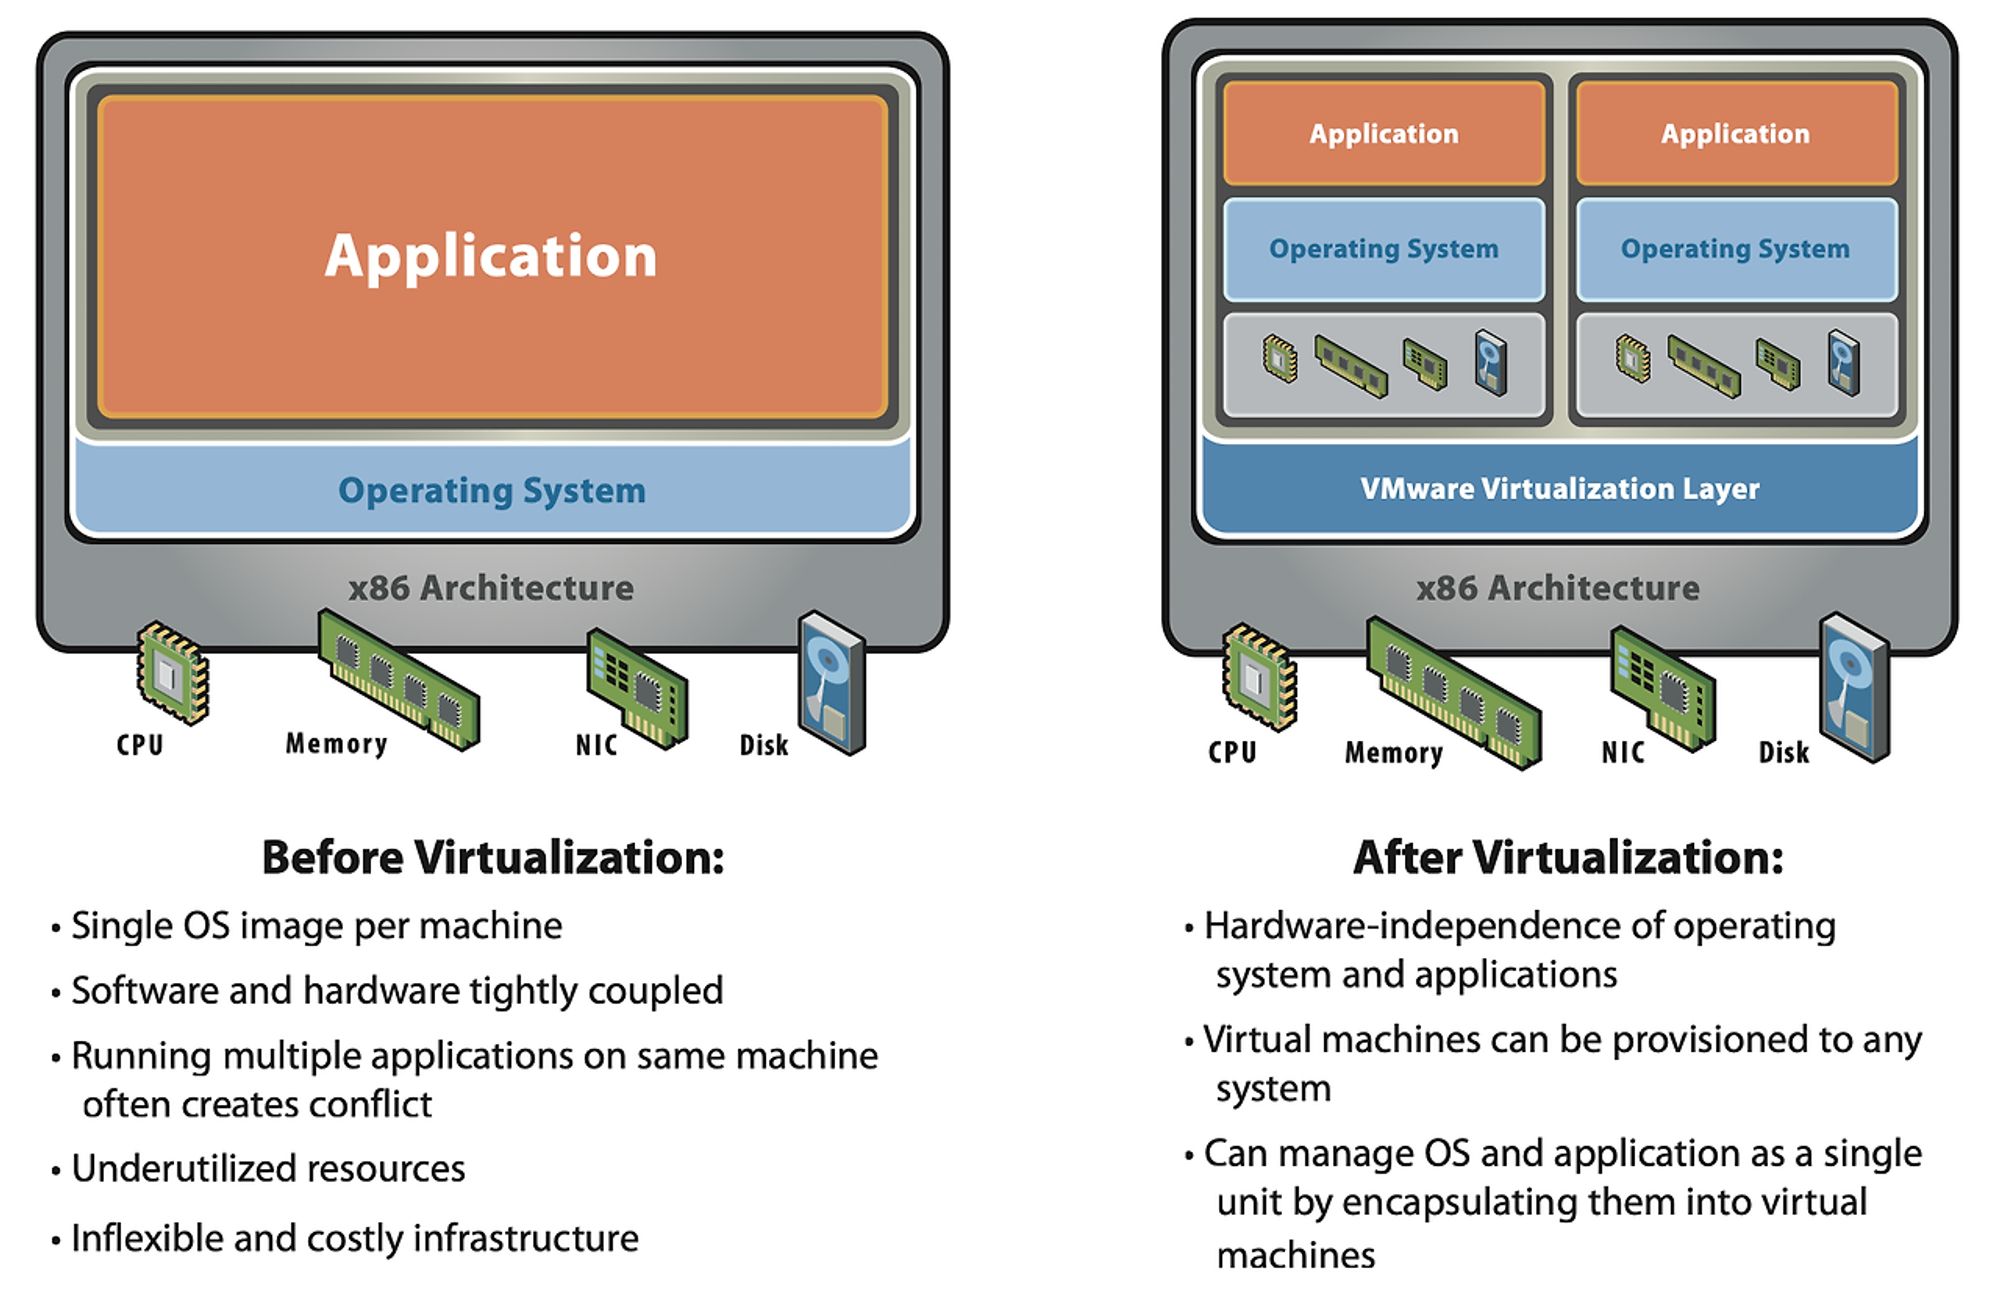 Application
Operating System
x86 Architecture
CPU
Memory
NIC
Disk
Before Virtualization:
• Single OS image per machine
• Software and hardware tightly coupled
• Running multiple applications on same machine
often creates conflict
• Underutilized resources
• Inflexible and costly infrastructure
Application
Application
Operating System
Operating System
VMware Virtualization Layer
x86 Architecture
CPU
Memory
NIC
Disk
After Virtualization:
• Hardware-independence of operating
system and applications
• Virtual machines can be provisioned to any
system
• Can manage OS and application as a single
unit by encapsulating them into virtual
machines